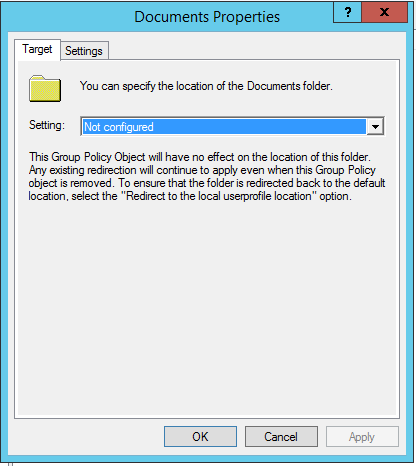 Documents Properties
?
x
Target
Settings
You can specify the location of the Documents folder.
Setting:
Not configured
This Group Policy Object will have no effect on the location of this folder.
Any existing redirection will continue to apply even when this Group Policy
object is removed. To ensure that the folder is redirected back to the default
location, select the "Redirect to the local userprofile location" option.
OK
Cancel
Apply